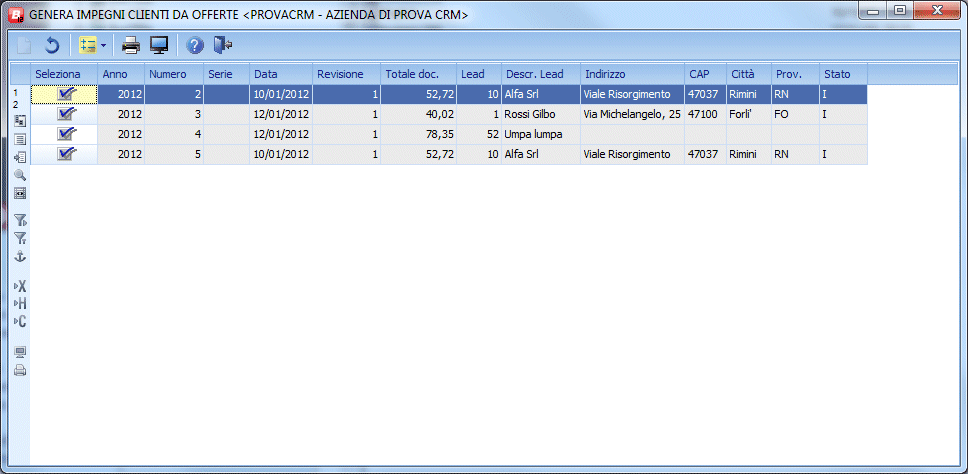 GENERA IMPEGNI CLIENTI DA OFFERTE <PROVACRM - AZIENDA DI PROVA CRM>
Seleziona Anno Numero Serie Data Revisione Totale doc. Lead Descr. Lead Indirizzo CAP Città Prov. Stato
2012 2 10/01/2012 1 52,72 10 Alfa Srl Viale Risorgimento 47037 Rimini RN I
2012 3 12/01/2012 1 40,02 1 Rossi Gilbo Via Michelangelo, 25 47100 Forli' FO I
2012 4 12/01/2012 1 78,35 52 Umpa lumpa
2012 5 10/01/2012 1 52,72 10 Alfa Srl Viale Risorgimento 47037 Rimini RN I
1
2
X
H
C